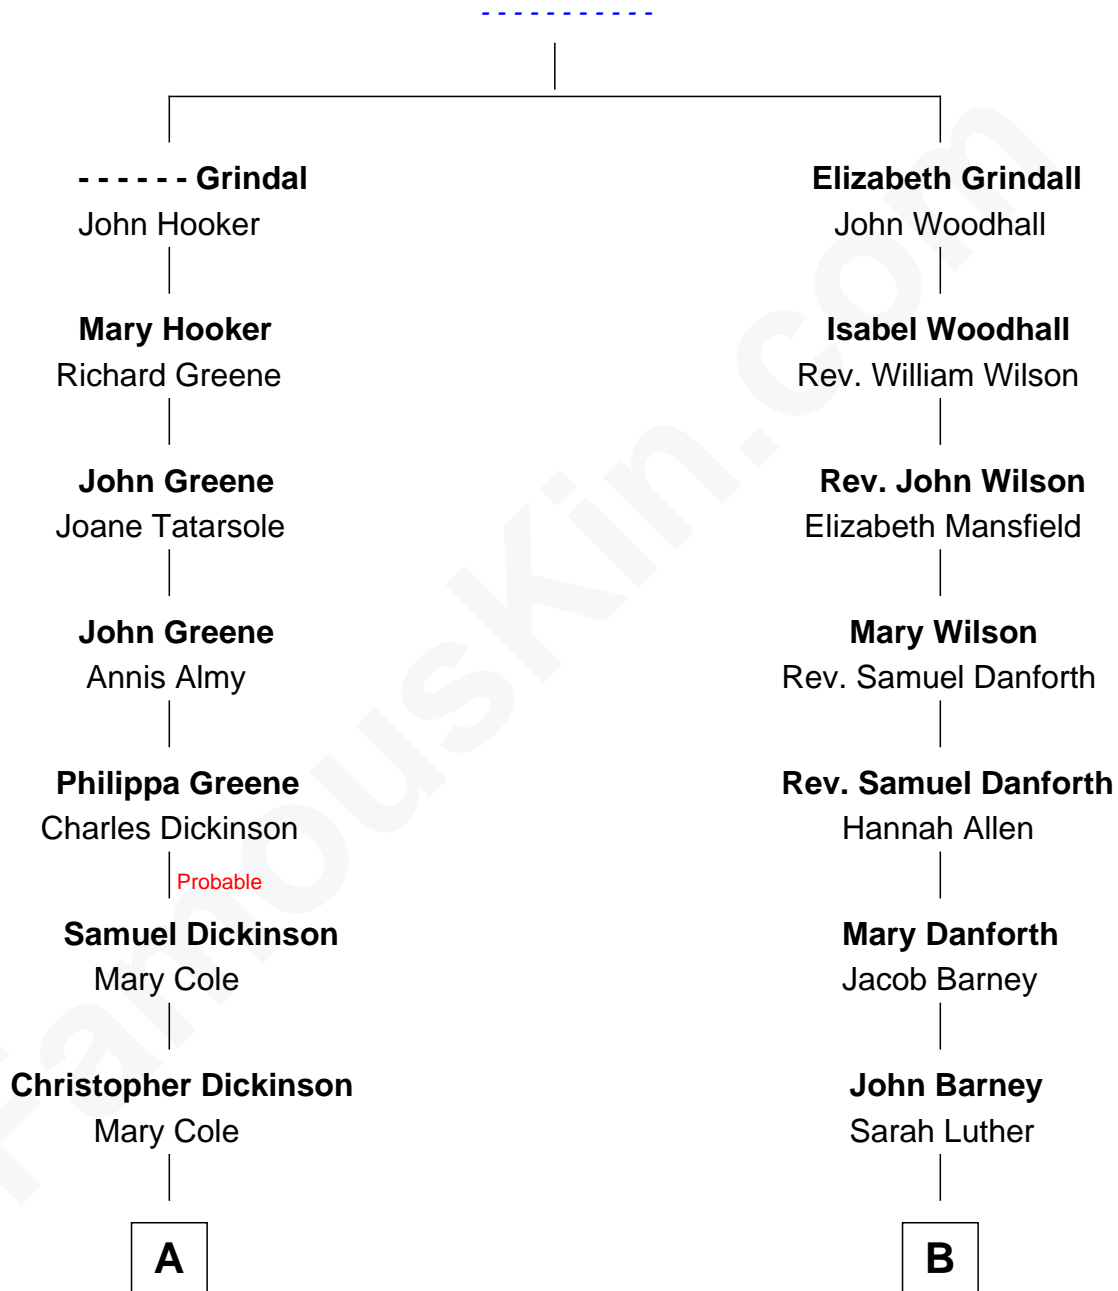 - - - - - - - - - - -
- - - - - - Grindal
John Hooker
Mary Hooker
Richard Greene
John Greene
Joane Tatarsole
John Greene
Annis Almy
Philippa Greene
Charles Dickinson
Probable
Samuel Dickinson
Mary Cole
Christopher Dickinson
Mary Cole
A
Elizabeth Grindall
John Woodhall
Isabel Woodhall
Rev. William Wilson
Rev. John Wilson
Elizabeth Mansfield
Mary Wilson
Rev. Samuel Danforth
Rev. Samuel Danforth
Hannah Allen
Mary Danforth
Jacob Barney
John Barney
Sarah Luther
B
FamousKin.com